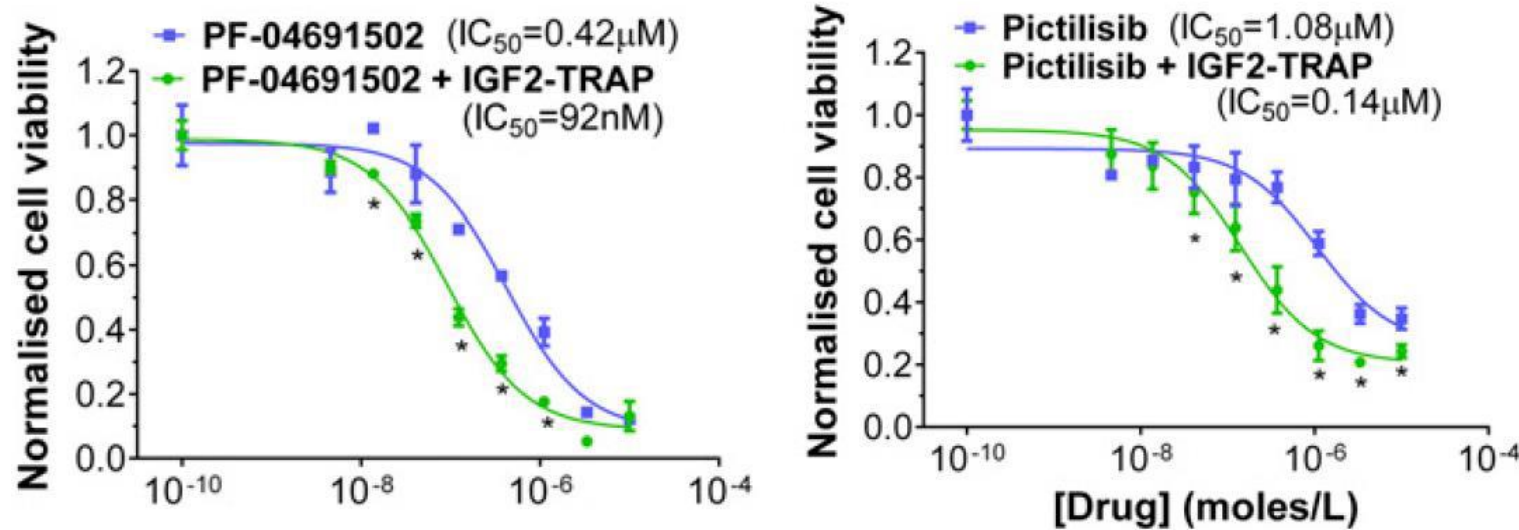 Normalised cell viability
PF-04691502 (IC50=0.42μM)
PF-04691502 + IGF2-TRAP
(IC50=92nM)
1.2
1.0
0.8
0.6
0.4
0.2
0.0
* * * * *
10-10 10-8 10-6 10-4
Normalised cell viability
Pictilisib (IC50=1.08μM)
Pictilisib + IGF2-TRAP
(IC50=0.14μM)
1.2
1.0
0.8
0.6
0.4
0.2
0.0
* * * * * *
10-10 10-8 10-6 10-4
[Drug] (moles/L)